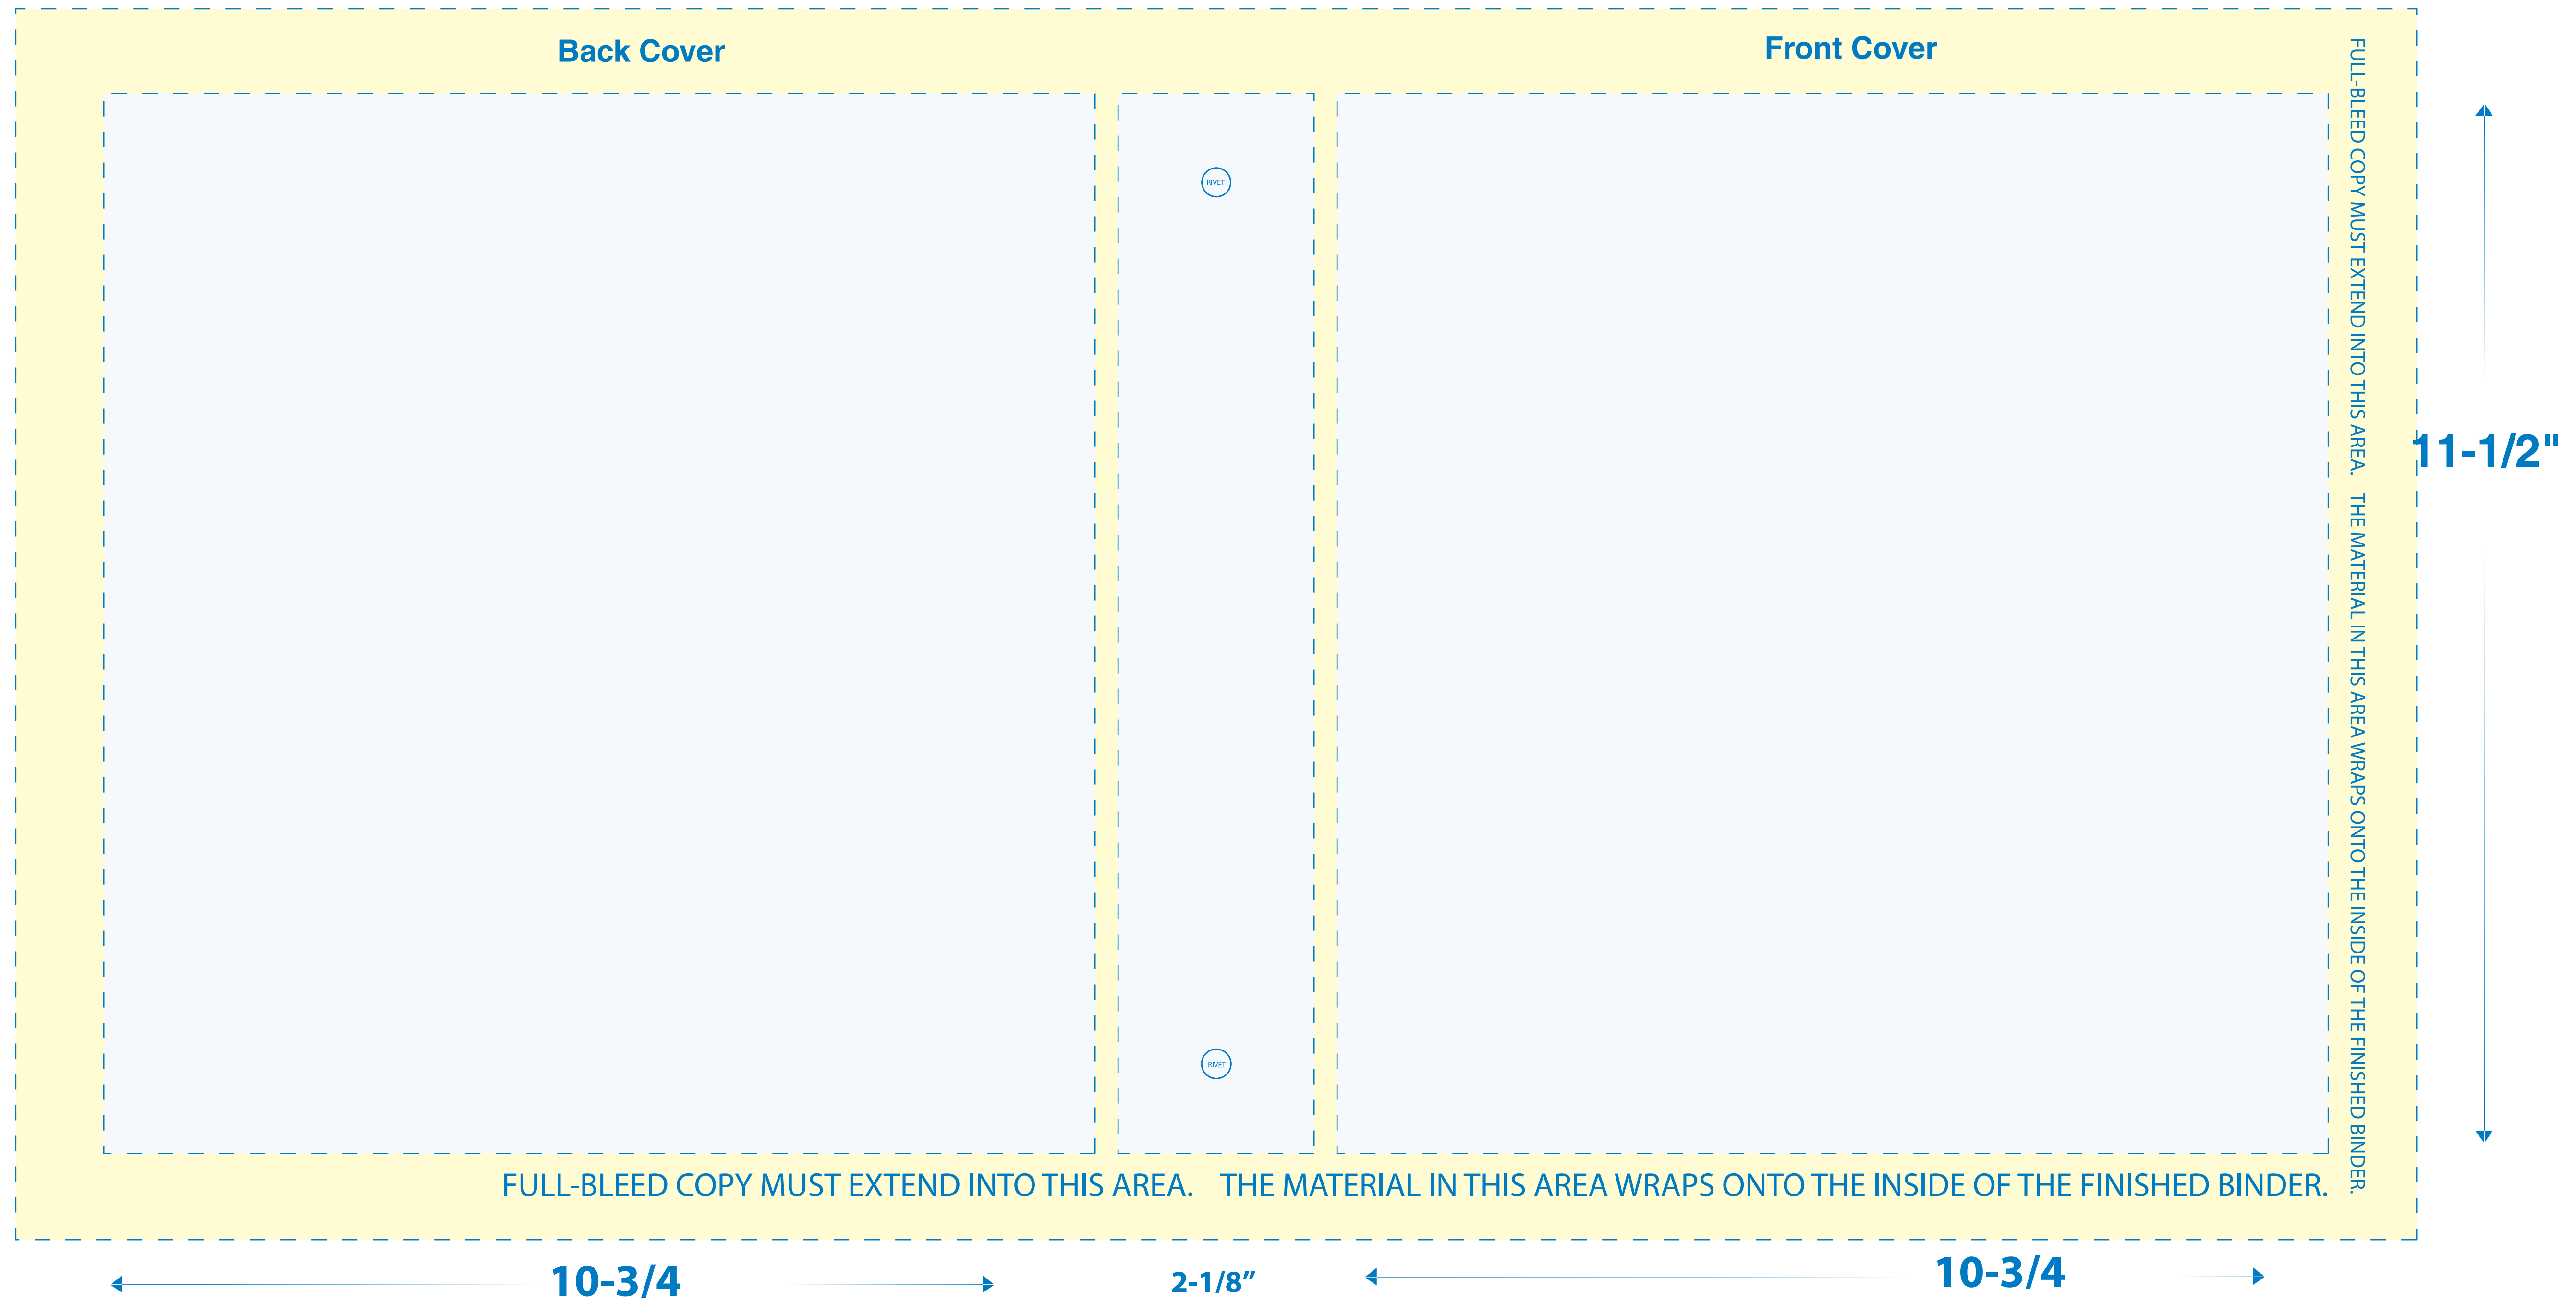 Back Cover
Front Cover
FULL-BLEED COPY MUST EXTEND INTO THIS AREA.   THE MATERIAL IN THIS AREA WRAPS ONTO THE INSIDE OF THE FINISHED BINDER.
RIVET
11-1/2"
RIVET
FULL-BLEED COPY MUST EXTEND INTO THIS AREA.   THE MATERIAL IN THIS AREA WRAPS ONTO THE INSIDE OF THE FINISHED BINDER.
10-3/4
2-1/8”
10-3/4